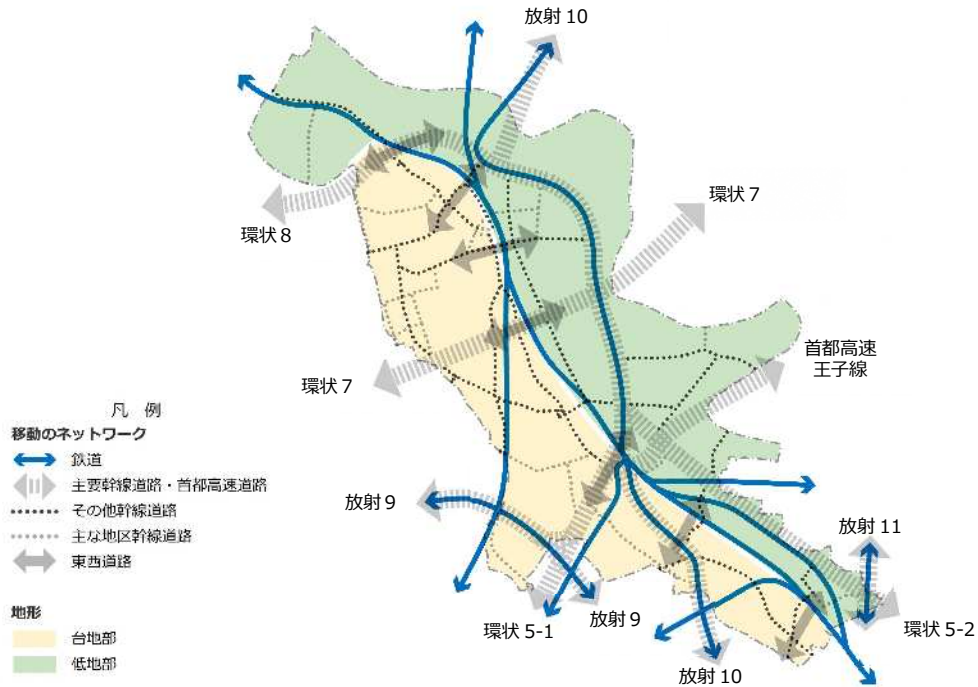 放射 10
環状 7
環状 8
首都高速
王子線
環状 7
凡 例
移動のネットワーク
鉄道
主要幹線道路・首都高速道路
その他幹線道路
主な地区幹線道路
東西道路
地形
台地部
低地部
放射 9
放射 11
環状 5-1
放射 9
環状 5-2
放射 10